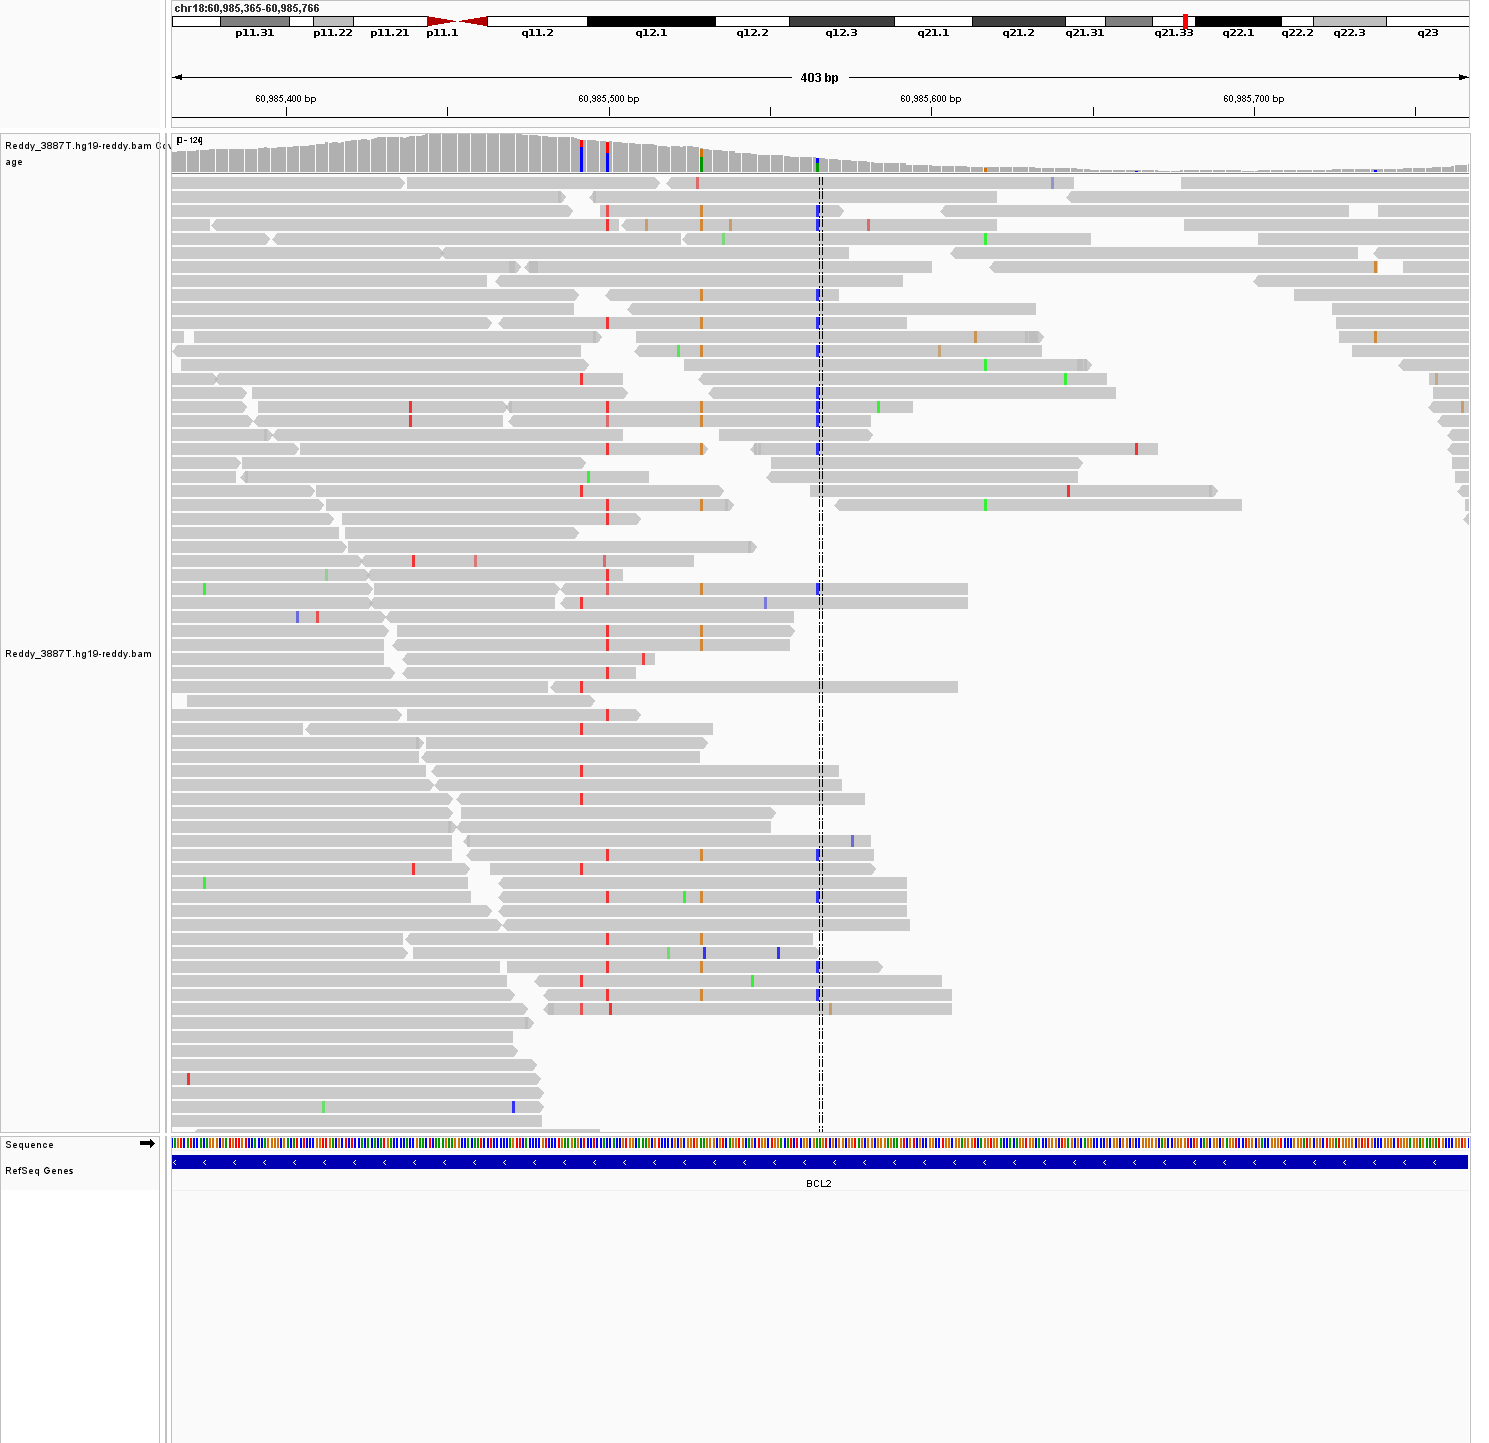 chr18:60,985,365-60,985,766
p11.31 p11.22 p11.21 p11.1 q11.2 q12.1 q12.2 q12.3 q21.1 q21.2 q21.31 q21.33 q22.1 q22.2 q22.3 q23
403 bp
60,985,400 bp 60,985,500 bp 60,985,600 bp 60,985,700 bp
Reddy_3887T.hg19-reddy.bam Cov
age
[0 - 124]
Reddy_3887T.hg19-reddy.bam
Sequence
RefSeq Genes
BCL2